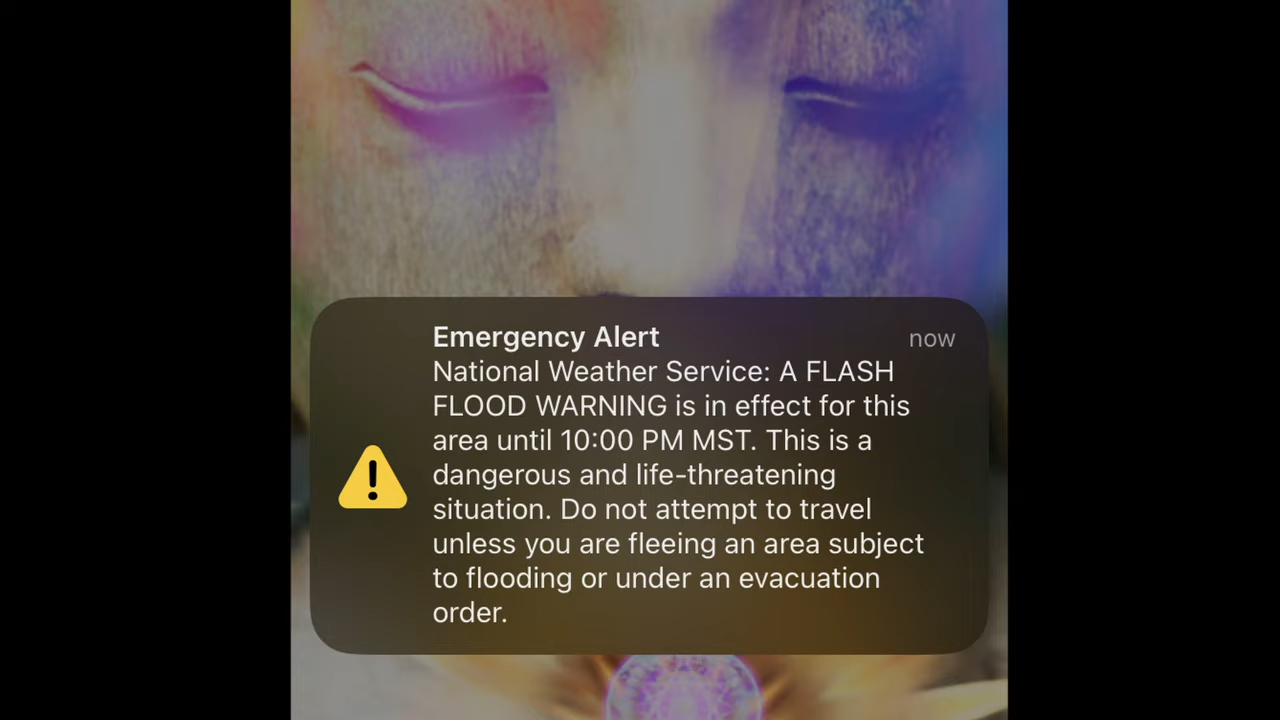 Emergency Alert now
National Weather Service: A FLASH
FLOOD WARNING is in effect for this
area until 10:00 PM MST. This is a
dangerous and life-threatening
situation. Do not attempt to travel
unless you are fleeing an area subject
to flooding or under an evacuation
order.